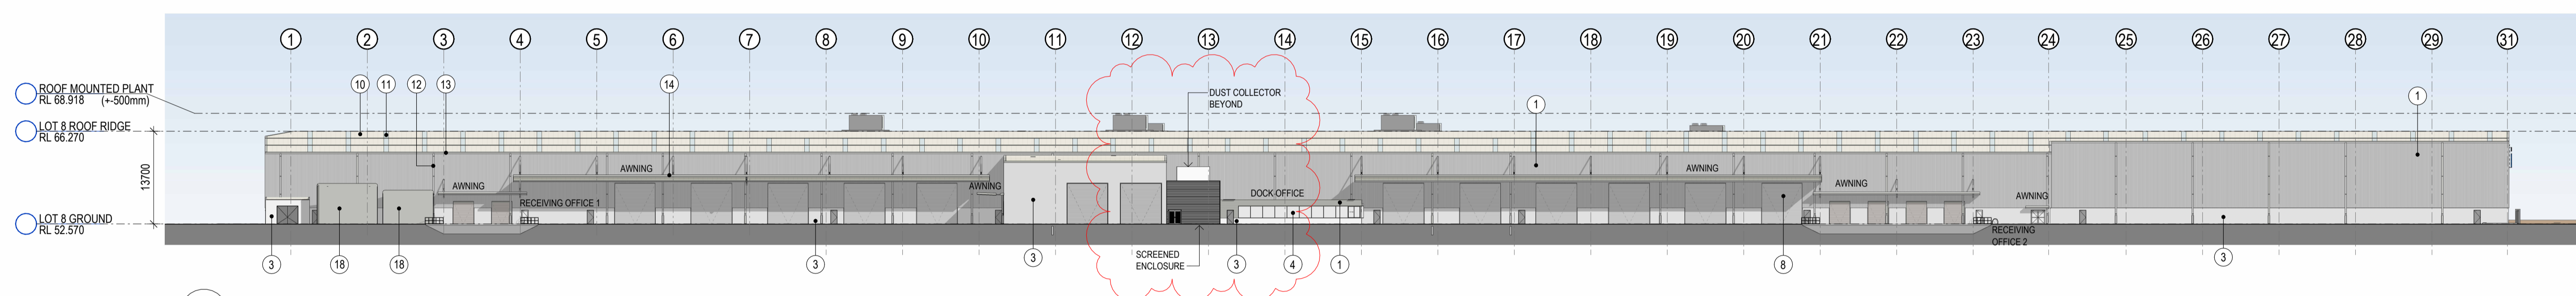 1 2 3 4 5 6 7 8 9 10 11 12 13 14 15 16 17 18 19 20 21 22 23 24 25 26 27 28 29 31
10 11 12 13 14
ROOF MOUNTED PLANT
RL 68.918 (+-500mm)
DUST COLLECTOR
BEYOND
1
1
LOT 8 ROOF RIDGE
RL 66.270
13700
AWNING
AWNING
AWNING
AWNING
AWNING
AWNING
RECEIVING OFFICE 1
DOCK OFFICE
LOT 8 GROUND
RL 52.570
RECEIVING
OFFICE 2
SCREENED
ENCLOSURE
3 18 18 3 3 3 4 1 8 3